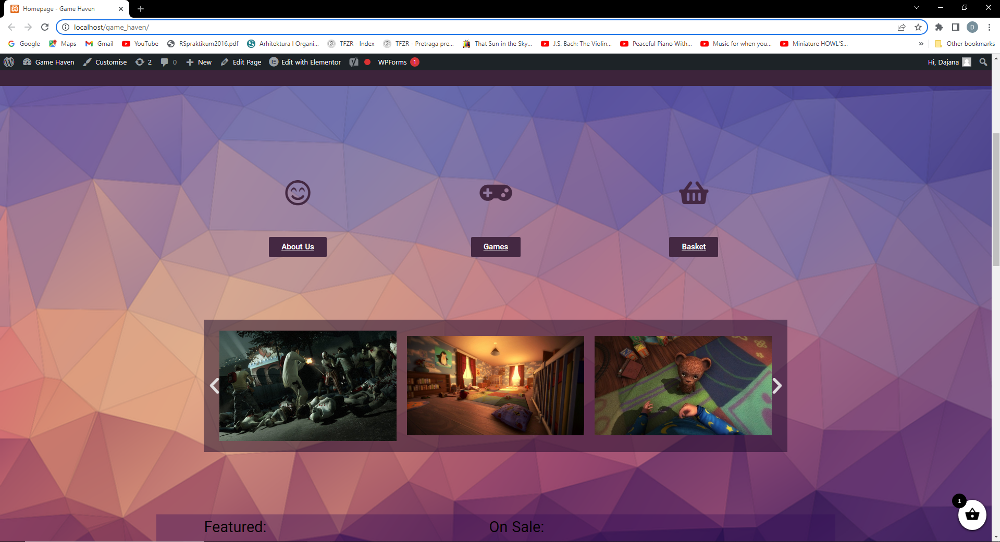 Homepage - Game Haven
localhost/game_haven/
D
Google Maps Gmail YouTube RSpraktikum2016.pdf Arhitektura I Organi... TFZR - Index TFZR - Pretraga pre... That Sun in the Sky... J.S. Bach: The Violin... Peaceful Piano With... Music for when you... Miniature HOWL'S... » Other bookmarks
Game Haven Customise 2 0 New Edit Page Edit with Elementor WPForms 1 Hi, Dajana
About Us Games Basket
1
Featured: On Sale: